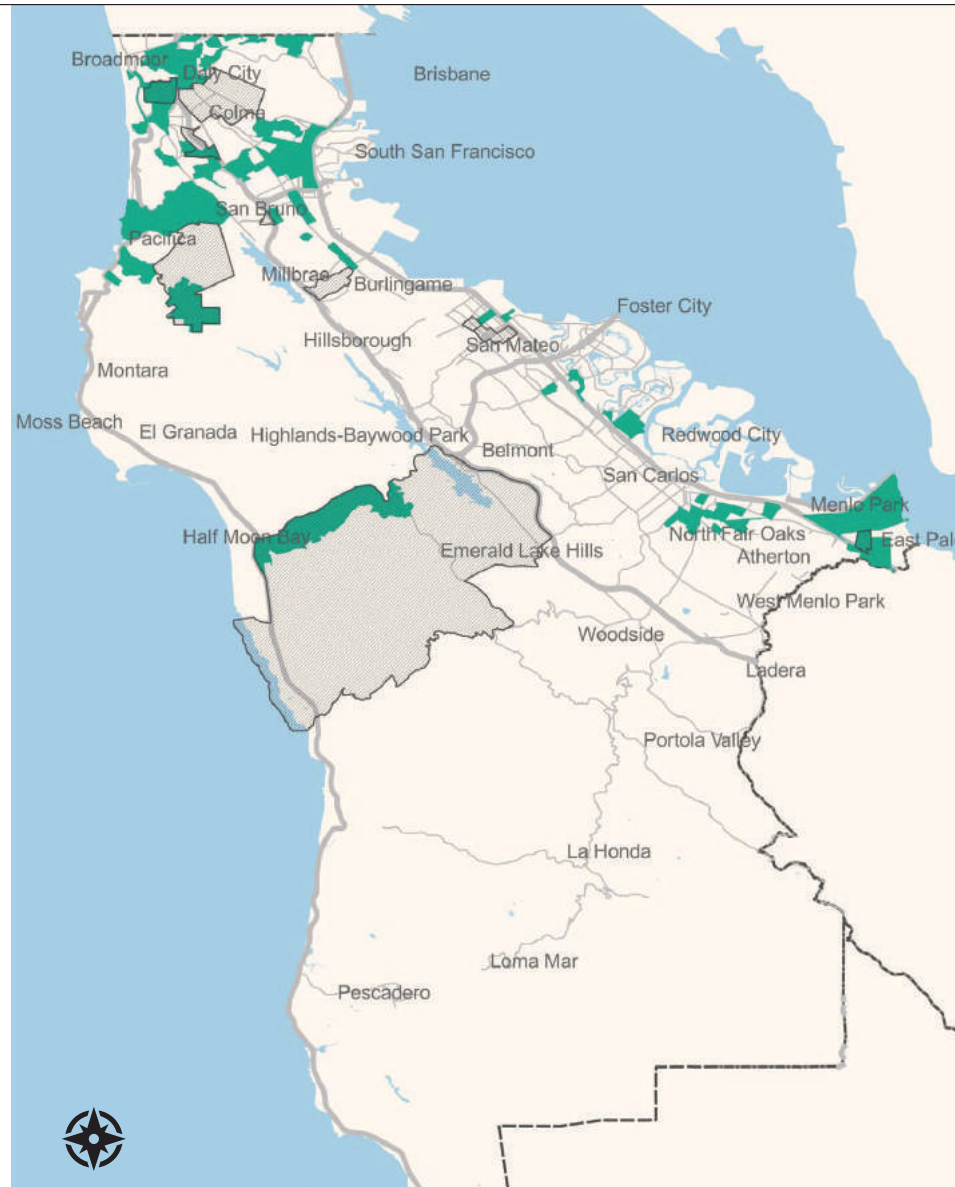 Broadmoor
Daly City
Brisbane
Colma
South San Francisco
San Bruno
Pacifica
Millbrae
Burlingame
Foster City
Hillsborough
San Mateo
Montara
Moss Beach
El Granada
Highlands-Baywood Park
Redwood City
Belmont
San Carlos
Menlo Park
Half Moon Bay
Emerald Lake Hills
North Fair Oaks
East Pal
Atherton
West Menlo Park
Woodside
Ladera
Portola Valley
La Honda
Loma Mar
Pescadero